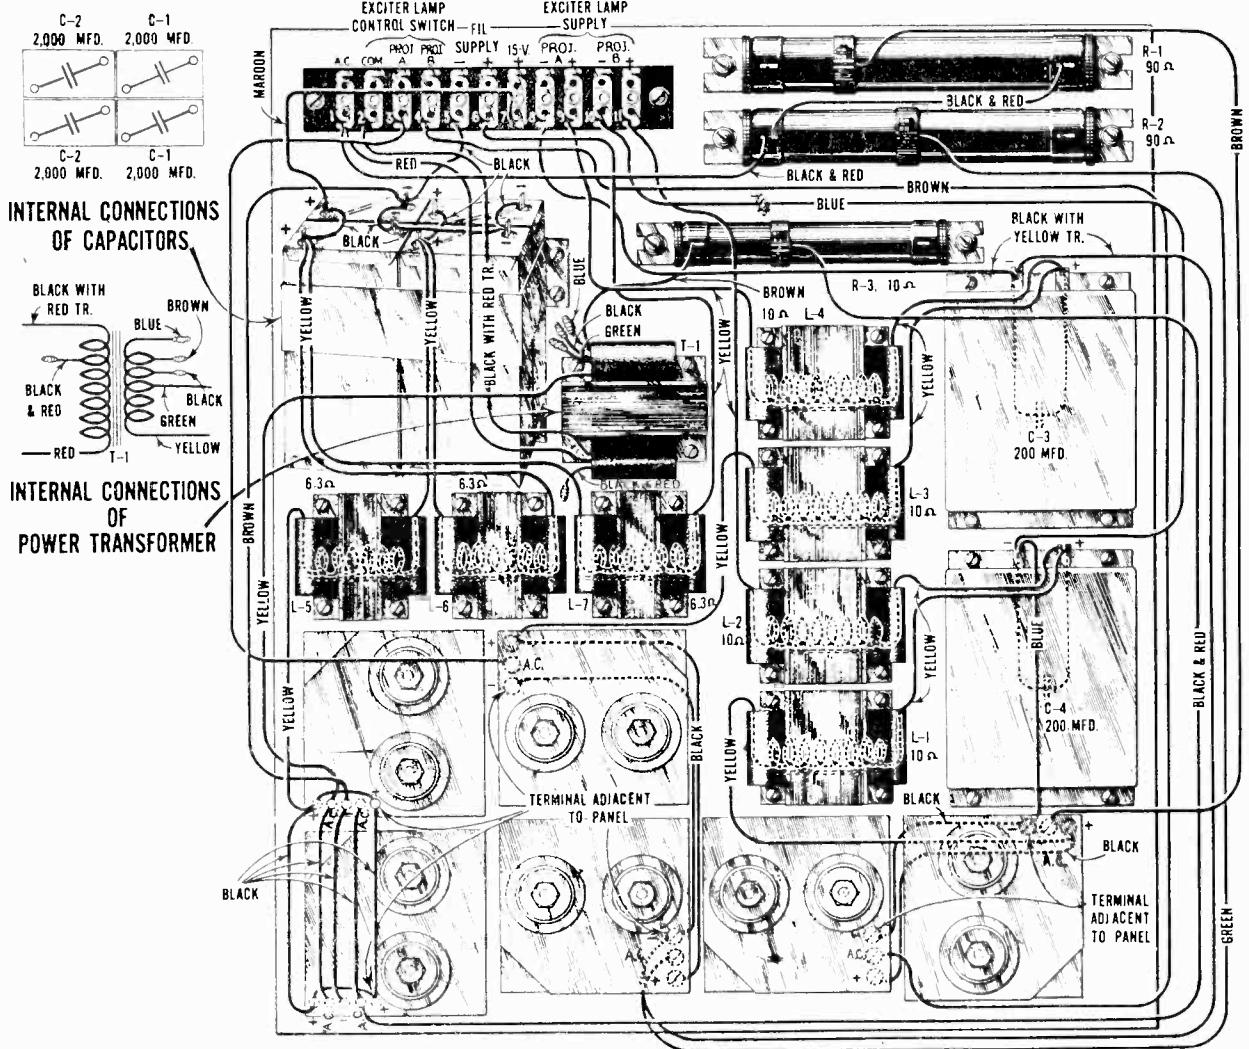 C-2
2,000 MFD.
C-1
2,000 MFD.
C-2
2,000 MFD.
C-1
2,000 MFD.
INTERNAL CONNECTIONS
OF CAPACITORS
BLACK WITH
RED TR.
BLUE
BROWN
BLACK
& RED
BLACK
GREEN
YELLOW
RED
T-1
INTERNAL CONNECTIONS
OF
POWER TRANSFORMER
EXCITER LAMP
CONTROL SWITCH
FIL
SUPPLY
EXCITER LAMP
SUPPLY
A.C.
COM
PROJ
A
PROJ
B
-
+
15-V.
+
PROJ.
- A +
PROJ.
- B +
MAROON
RED
BLACK
R-1
90 Ω
BLACK & RED
R-2
90 Ω
BLACK & RED
BROWN
BROWN
BLUE
BLACK WITH
YELLOW TR.
R-3, 10 Ω
BROWN
BLACK
YELLOW
YELLOW
BLACK WITH RED TR.
BLUE
BLACK
GREEN
T-1
YELLOW
10 Ω
L-4
YELLOW
C-3
200 MFD.
BLACK & RED
6.3 Ω
6.3 Ω
L-3
10 Ω
BROWN
YELLOW
YELLOW
L-5
L-6
L-7
6.3 Ω
L-2
10 Ω
YELLOW
BLUE
C-4
200 MFD.
BLACK & RED
A.C.
YELLOW
BLACK
YELLOW
L-1
10 Ω
TERMINAL ADJACENT
TO PANEL
BLACK
BLACK
BLACK
A.C.
A.C.
A.C.
A.C.
TERMINAL
ADJACENT
TO PANEL
GREEN
A.C.
A.C.